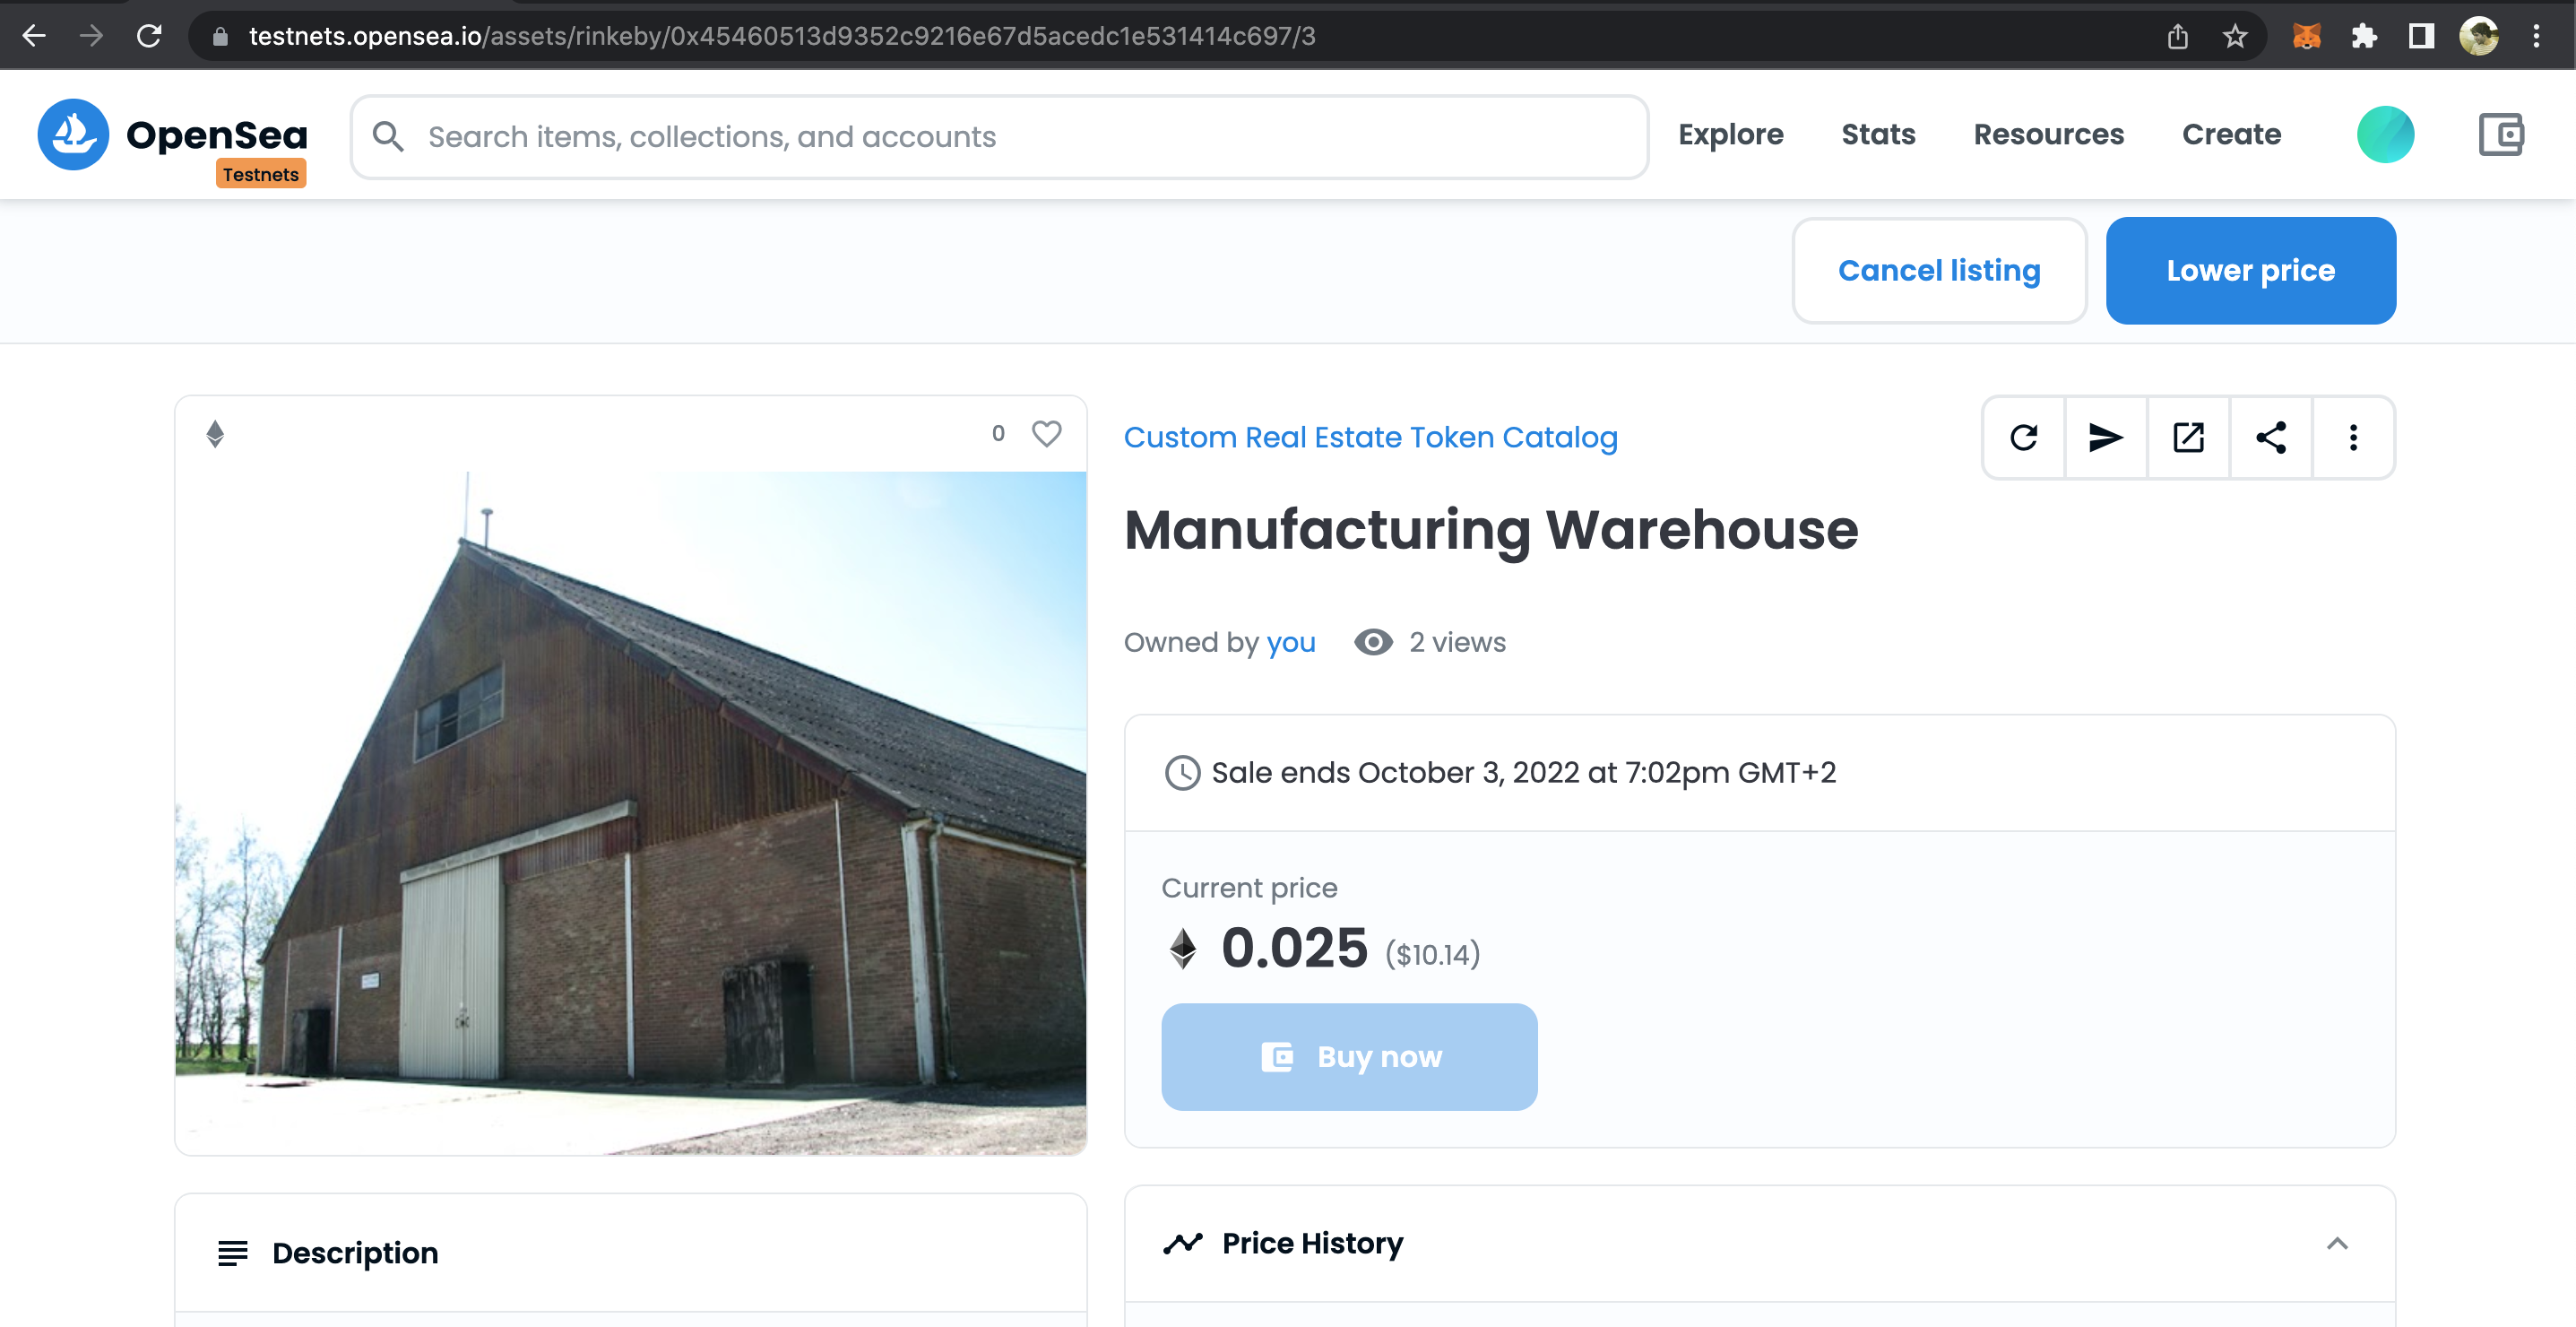 testnets.opensea.io/assets/rinkeby/0x45460513d9352c9216e67d5acedc1e531414c697/3
OpenSea
Testnets
Search items, collections, and accounts
Explore
Stats
Resources
Create
Cancel listing
Lower price
0
Custom Real Estate Token Catalog
Manufacturing Warehouse
Owned by you
2 views
Sale ends October 3, 2022 at 7:02pm GMT+2
Current price
0.025 ($10.14)
Buy now
Description
Price History